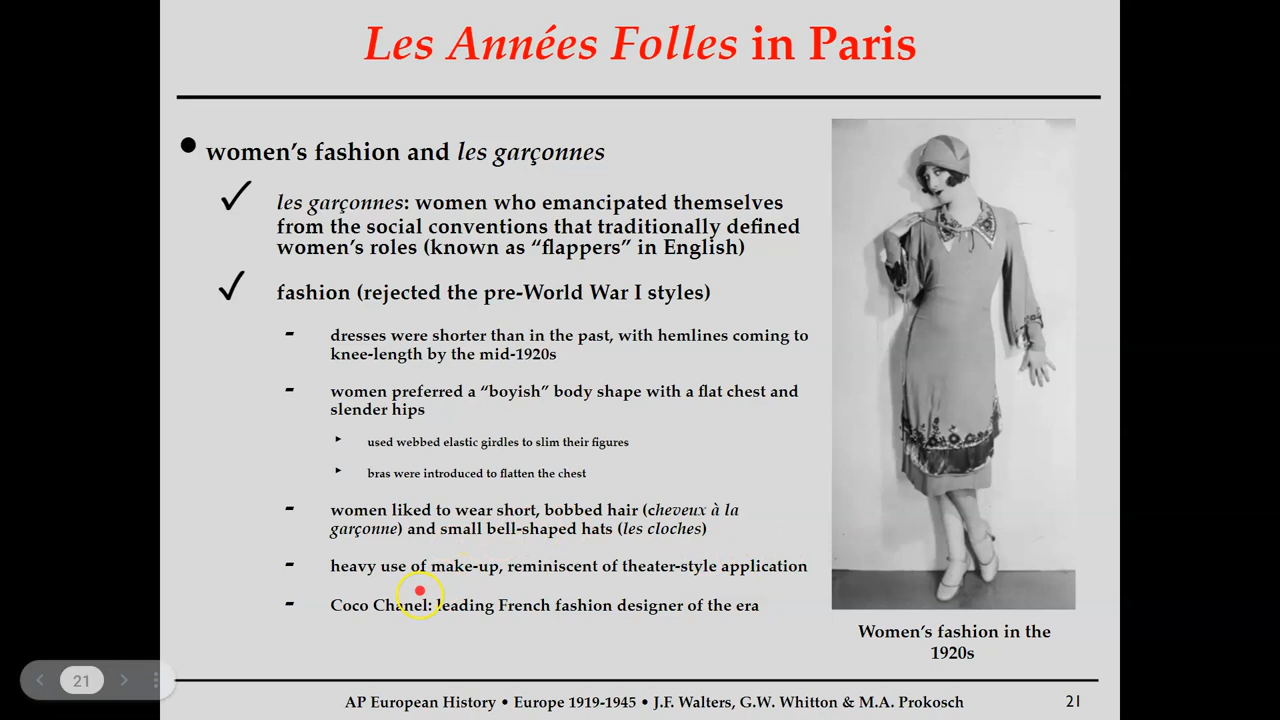 Les Années Folles in Paris
• women's fashion and les garçonnes
✓ les garçonnes: women who emancipated themselves
from the social conventions that traditionally defined
women's roles (known as “flappers” in English)
✓ fashion (rejected the pre-World War I styles)
- dresses were shorter than in the past, with hemlines coming to
knee-length by the mid-1920s
- women preferred a “boyish” body shape with a flat chest and
slender hips
‣ used webbed elastic girdles to slim their figures
‣ bras were introduced to flatten the chest
- women liked to wear short, bobbed hair (cheveux à la
garçonne) and small bell-shaped hats (les cloches)
- heavy use of make-up, reminiscent of theater-style application
- Coco Chanel: leading French fashion designer of the era
Women's fashion in the
1920s
21
AP European History • Europe 1919-1945 • J.F. Walters, G.W. Whitton & M.A. Prokosch
21